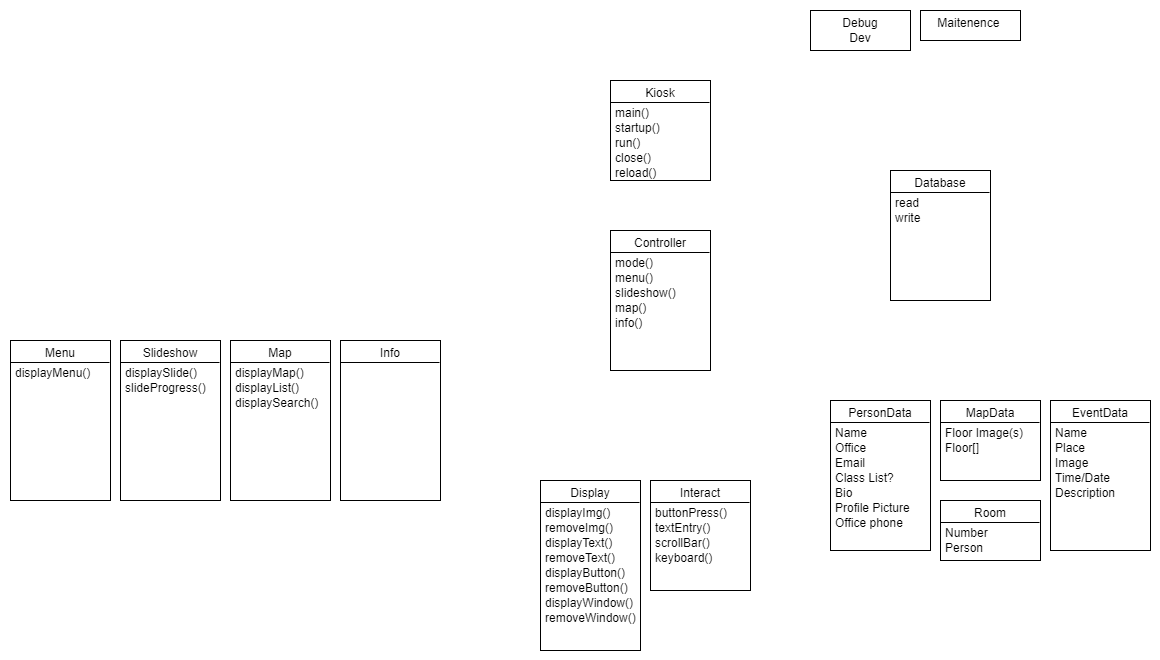 Debug
Dev
Maitenence
Kiosk
main()
startup()
run()
close()
reload()
Database
read
write
Controller
mode()
menu()
slideshow()
map()
info()
Menu
displayMenu()
Slideshow
displaySlide()
slideProgress()
Map
displayMap()
displayList()
displaySearch()
Info
PersonData
Name
Office
Email
Class List?
Bio
Profile Picture
Office phone
MapData
Floor Image(s)
Floor[]
EventData
Name
Place
Image
Time/Date
Description
Room
Number
Person
Display
displayImg()
removeImg()
displayText()
removeText()
displayButton()
removeButton()
displayWindow()
removeWindow()
Interact
buttonPress()
textEntry()
scrollBar()
keyboard()